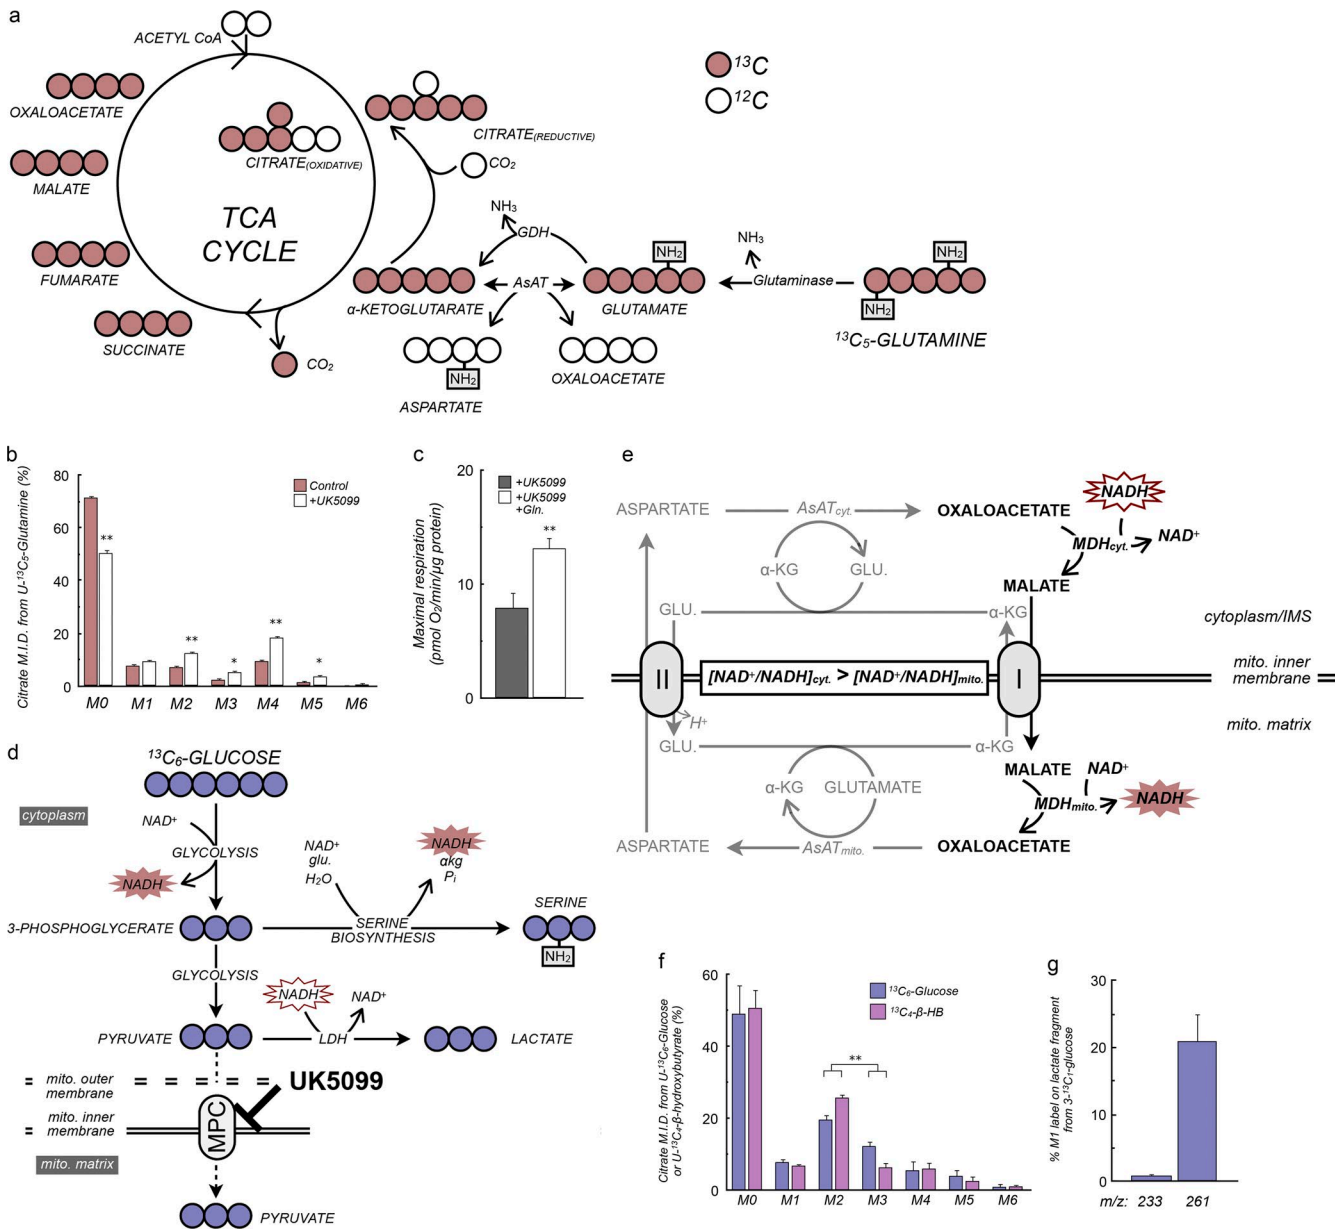 a
ACETYL CoA
OXALOACETATE
MALATE
FUMARATE
SUCCINATE
CITRATE(OXIDATIVE)
TCA
CYCLE
CO2
CITRATE(REDUCTIVE)
CO2
13C
12C
NH3
GDH
α-KETOGLUTARATE
AsAT
NH2
GLUTAMATE
NH3
Glutaminase
NH2
NH2
13C5-GLUTAMINE
NH2
ASPARTATE
OXALOACETATE
b
Citrate M.I.D. from U-13C5-Glutamine (%)
80
60
40
20
0
Control
+UK5099
**
**
*
**
*
M0 M1 M2 M3 M4 M5 M6
c
Maximal respiration
(pmol O2/min/µg protein)
20
10
0
+UK5099
+UK5099
+Gln.
**
d
13C6-GLUCOSE
cytoplasm
NAD+
GLYCOLYSIS
NADH
NAD+
glu.
H2O
NADH
αkg
Pi
3-PHOSPHOGLYCERATE
SERINE
BIOSYNTHESIS
SERINE
NH2
GLYCOLYSIS
NADH
NAD+
PYRUVATE
LDH
LACTATE
mito. outer
membrane
UK5099
mito. inner
membrane
MPC
mito. matrix
PYRUVATE
e
ASPARTATE
AsATcyt.
OXALOACETATE
NADH
MDHcyt.
NAD+
α-KG
GLU.
MALATE
GLU.
α-KG
cytoplasm/IMS
II
[NAD+/NADH]cyt. > [NAD+/NADH]mito.
I
mito. inner
membrane
H+
mito. matrix
GLU.
α-KG
MALATE
NAD+
α-KG
GLUTAMATE
MDHmito.
NADH
ASPARTATE
AsATmito.
OXALOACETATE
f
Citrate M.I.D. from U-13C6-Glucose
or U-13C4-β-hydroxybutyrate (%)
60
40
20
0
13C6-Glucose
13C4-β-HB
**
M0 M1 M2 M3 M4 M5 M6
g
% M1 label on lactate fragment
from 3-13C1-glucose
30
20
10
0
m/z: 233 261